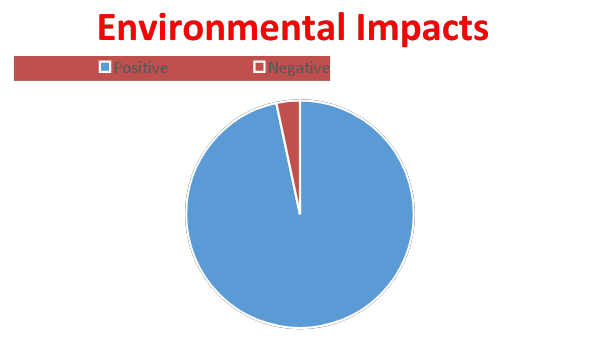 Environmental Impacts
Positive Negative